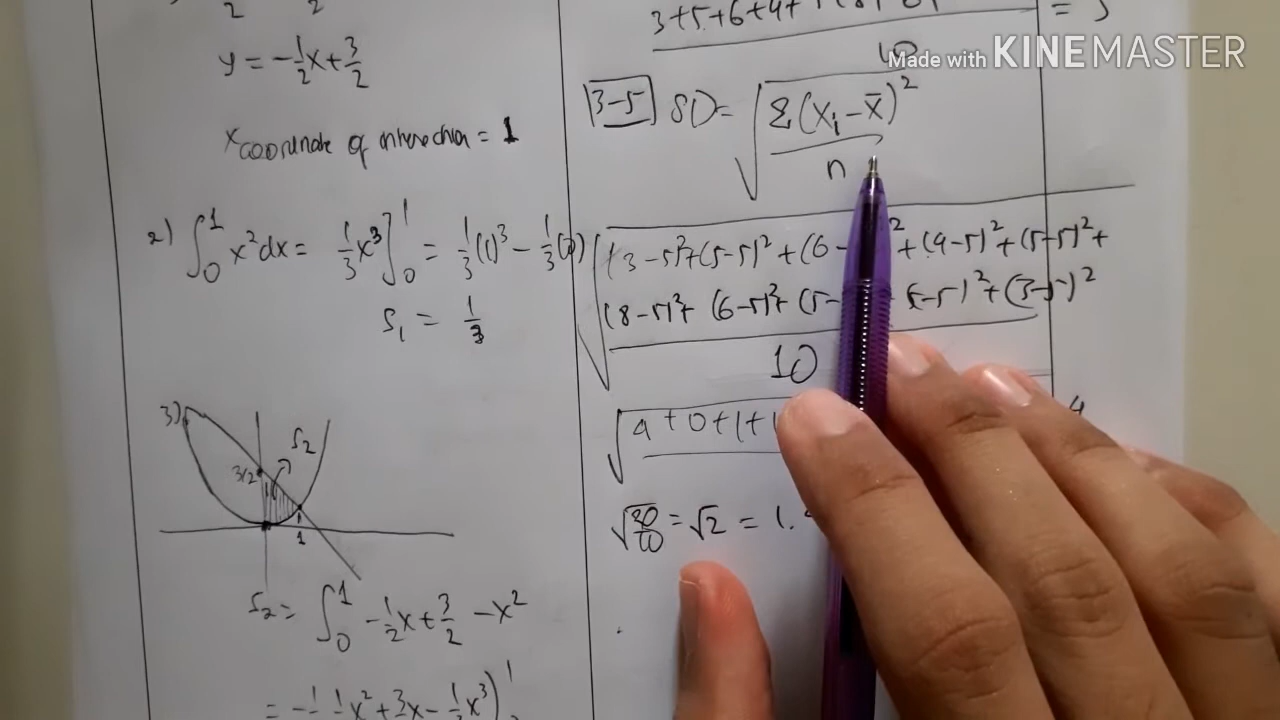 y = -1/2x + 3/2
x coordinate of intersection = 1
2) ∫₀¹ x²dx = 1/3x³]₀¹ = 1/3(1)³ - 1/3(0)
S₁ = 1/3
3)
S₂
3/2
1
S₂ = ∫₀¹ -1/2x + 3/2 - x²
3+5+6+4+
10
= 5
Made with KINEMASTER
3-5 SD = √Σ(xᵢ - x̄)²
n
(3-5)² + (5-5)² + (6- ² + (4-5)² + (5-5)² +
(8-5)² + (6-5)² + (5- 5-5)² + (3-5)²
10
√4+0+1+1
√20/10 = √2 = 1.